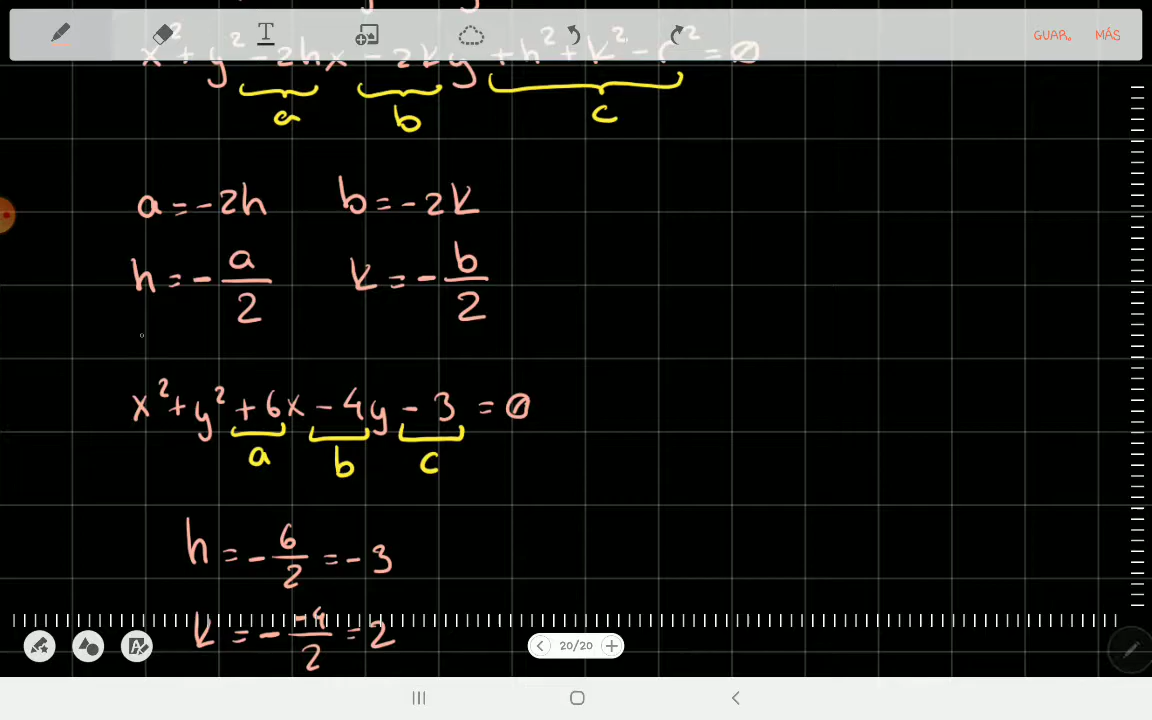 T
GUAR.
MÁS
x² + y² - 2hx - 2ky + h² + k² - r² = 0
a b c
a = -2h b = -2k
h = - a/2 k = - b/2
x² + y² + 6x - 4y - 3 = 0
a b c
h = - 6/2 = -3
k = - -4/2 = 2
20/20